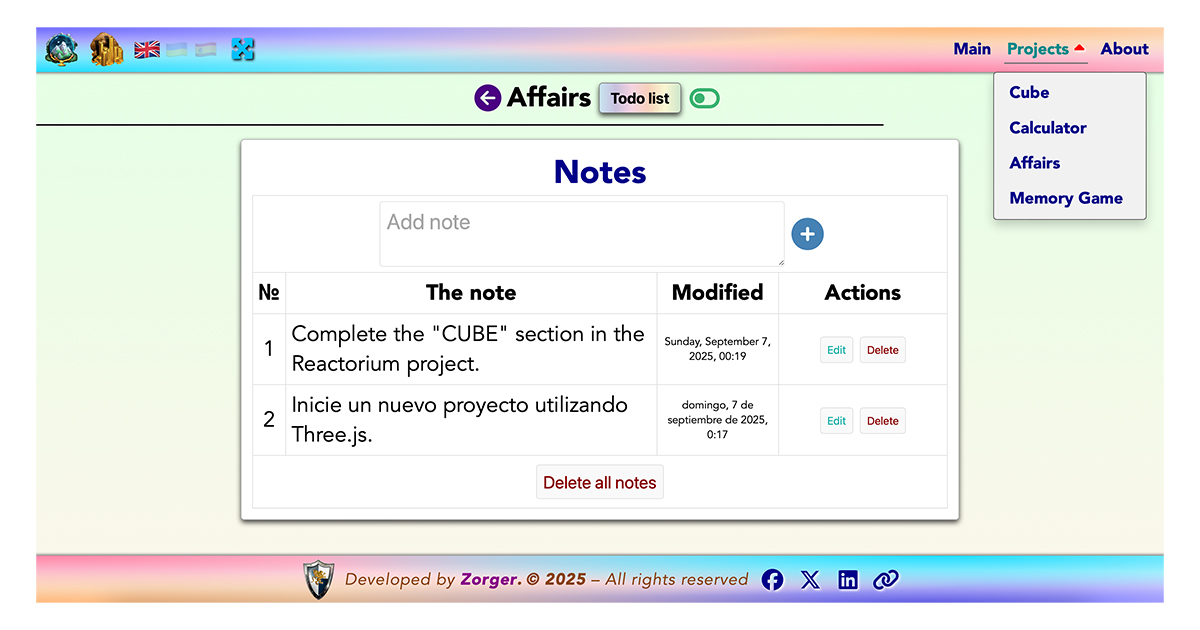 Main Projects About
Cube
Calculator
Affairs
Memory Game
Affairs Todo list
Notes
Add note
№ The note Modified Actions
1 Complete the "CUBE" section in the
Reactorium project.
Sunday, September 7,
2025, 00:19
Edit Delete
2 Inicie un nuevo proyecto utilizando
Three.js.
domingo, 7 de
septiembre de 2025,
0:17
Edit Delete
Delete all notes
Developed by Zorger. © 2025 – All rights reserved